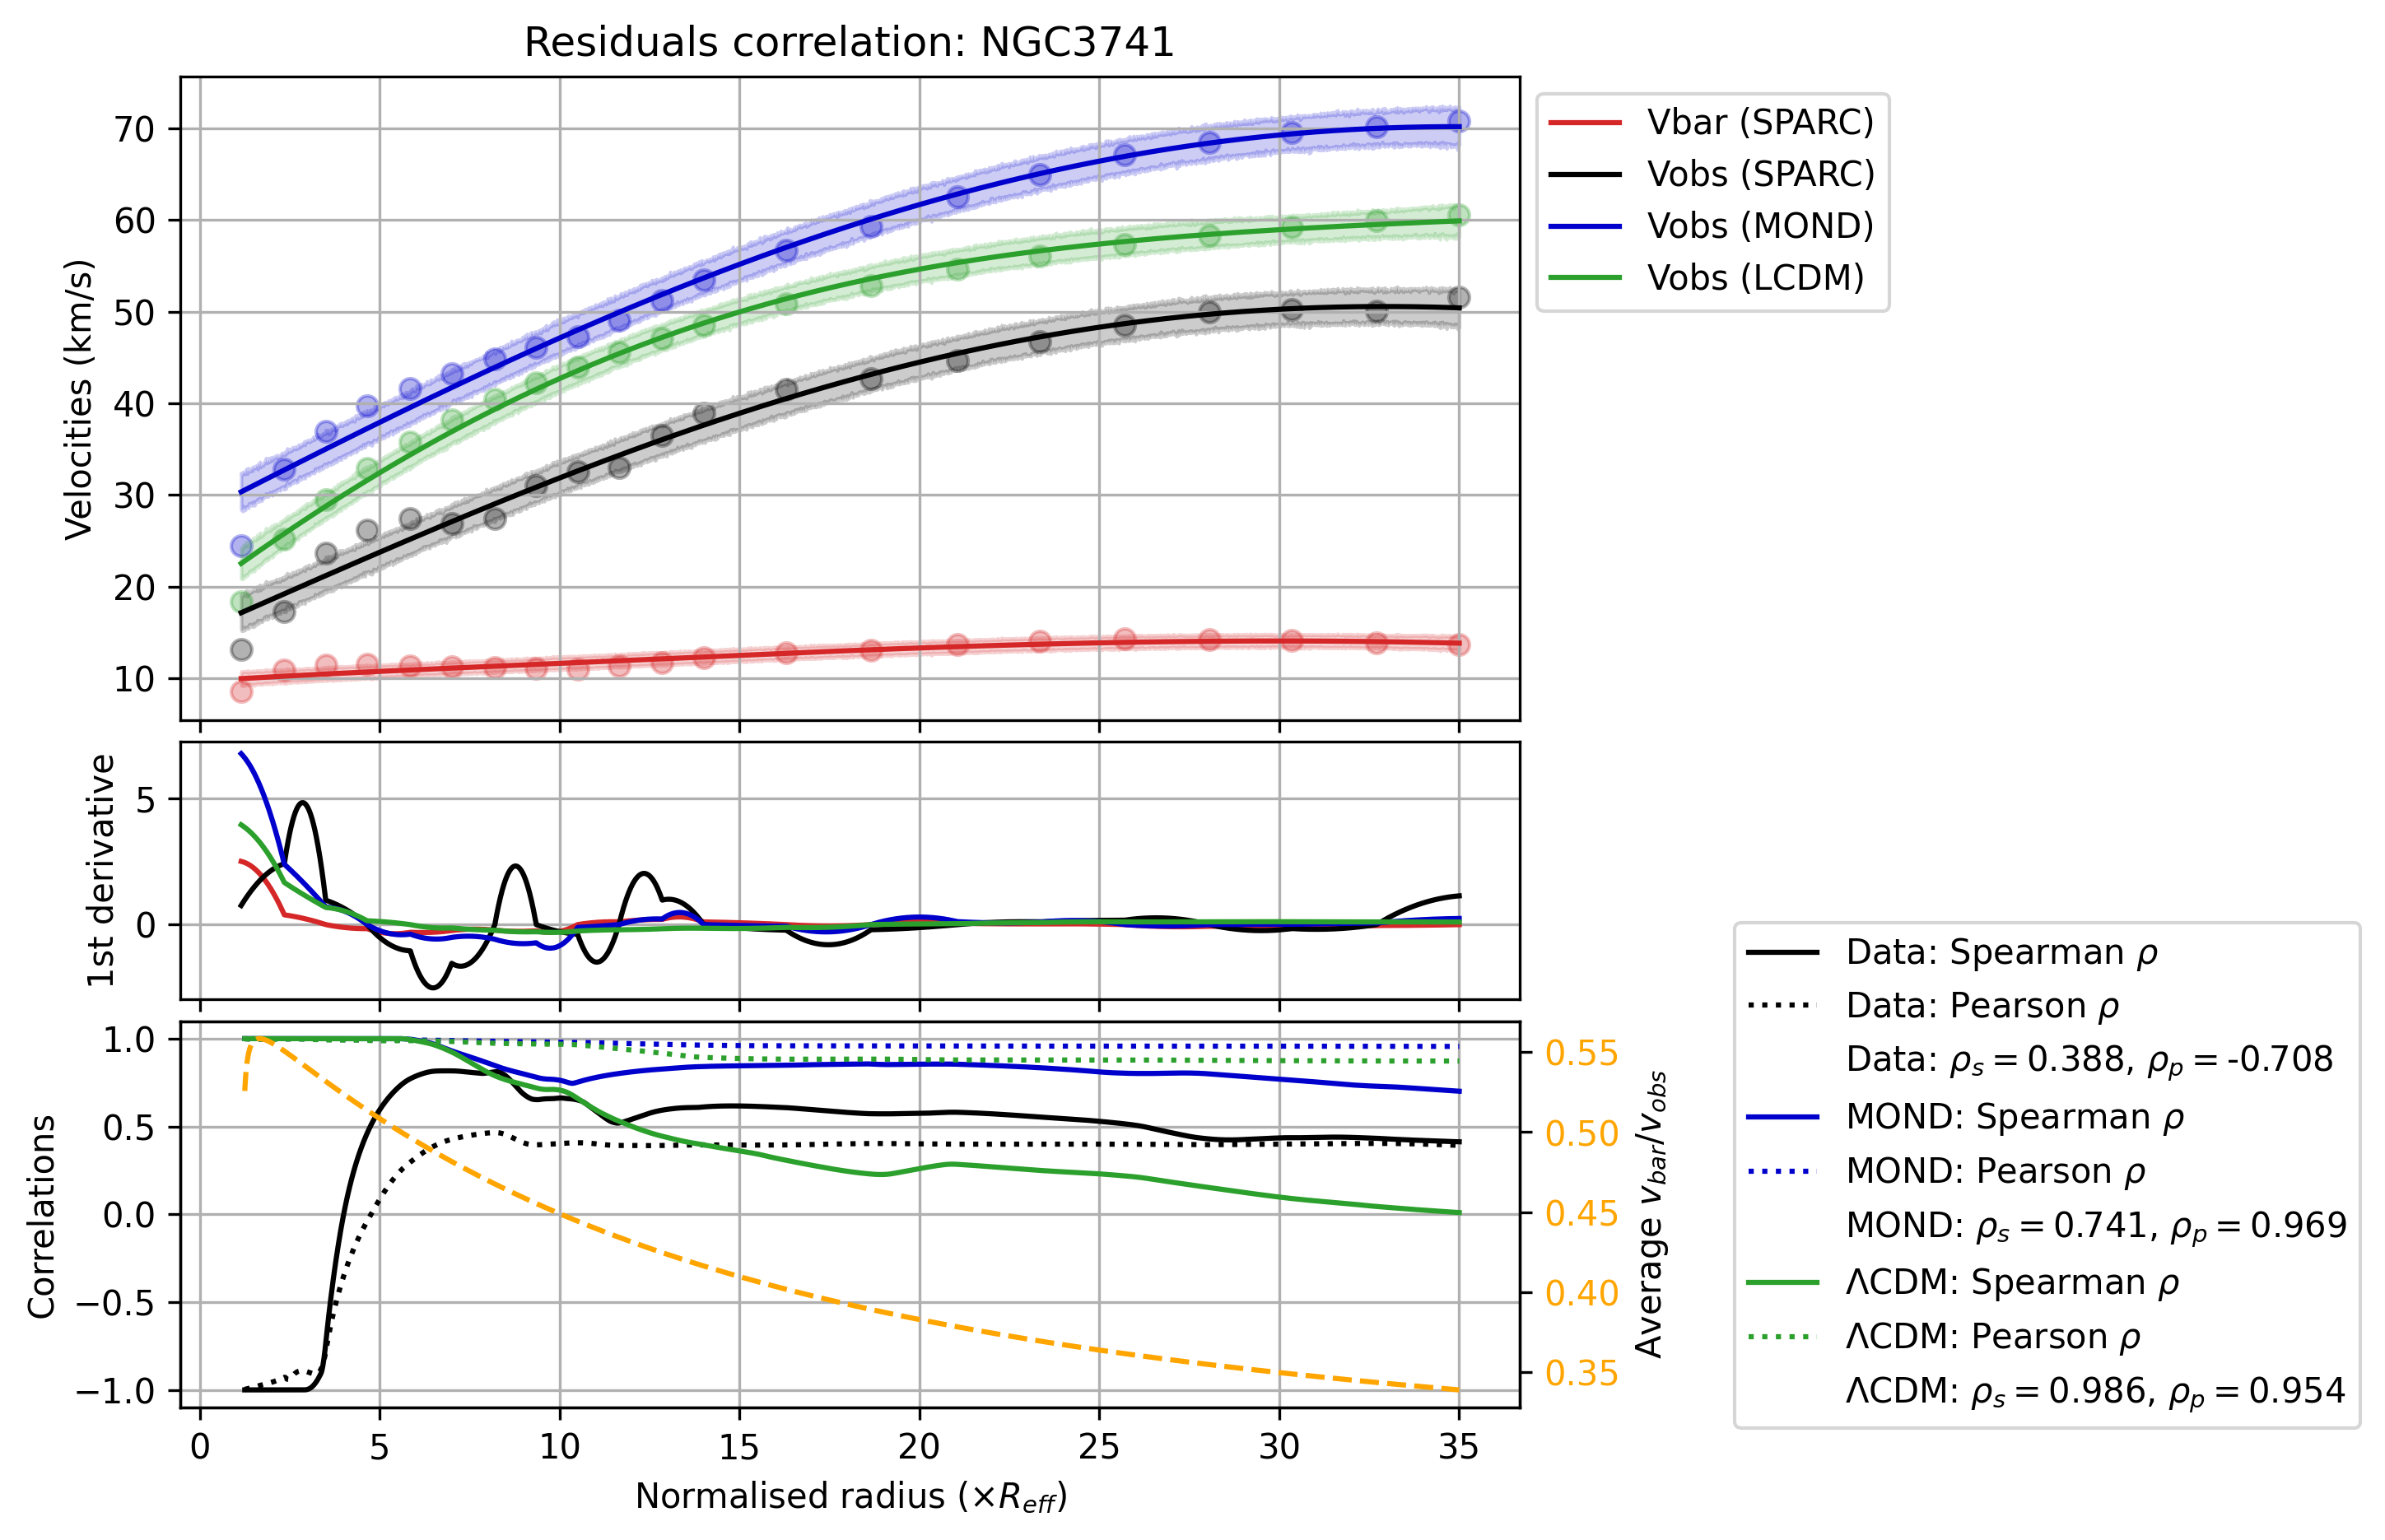 Residuals correlation: NGC3741
Velocities (km/s)
70
60
50
40
30
20
10
Vbar (SPARC)
Vobs (SPARC)
Vobs (MOND)
Vobs (LCDM)
1st derivative
5
0
Correlations
1.0
0.5
0.0
−0.5
−1.0
0.55
0.50
0.45
0.40
0.35
Average v_bar/v_obs
0 5 10 15 20 25 30 35
Normalised radius (×R_eff)
Data: Spearman ρ
Data: Pearson ρ
Data: ρ_s = 0.388, ρ_p = -0.708
MOND: Spearman ρ
MOND: Pearson ρ
MOND: ρ_s = 0.741, ρ_p = 0.969
ΛCDM: Spearman ρ
ΛCDM: Pearson ρ
ΛCDM: ρ_s = 0.986, ρ_p = 0.954